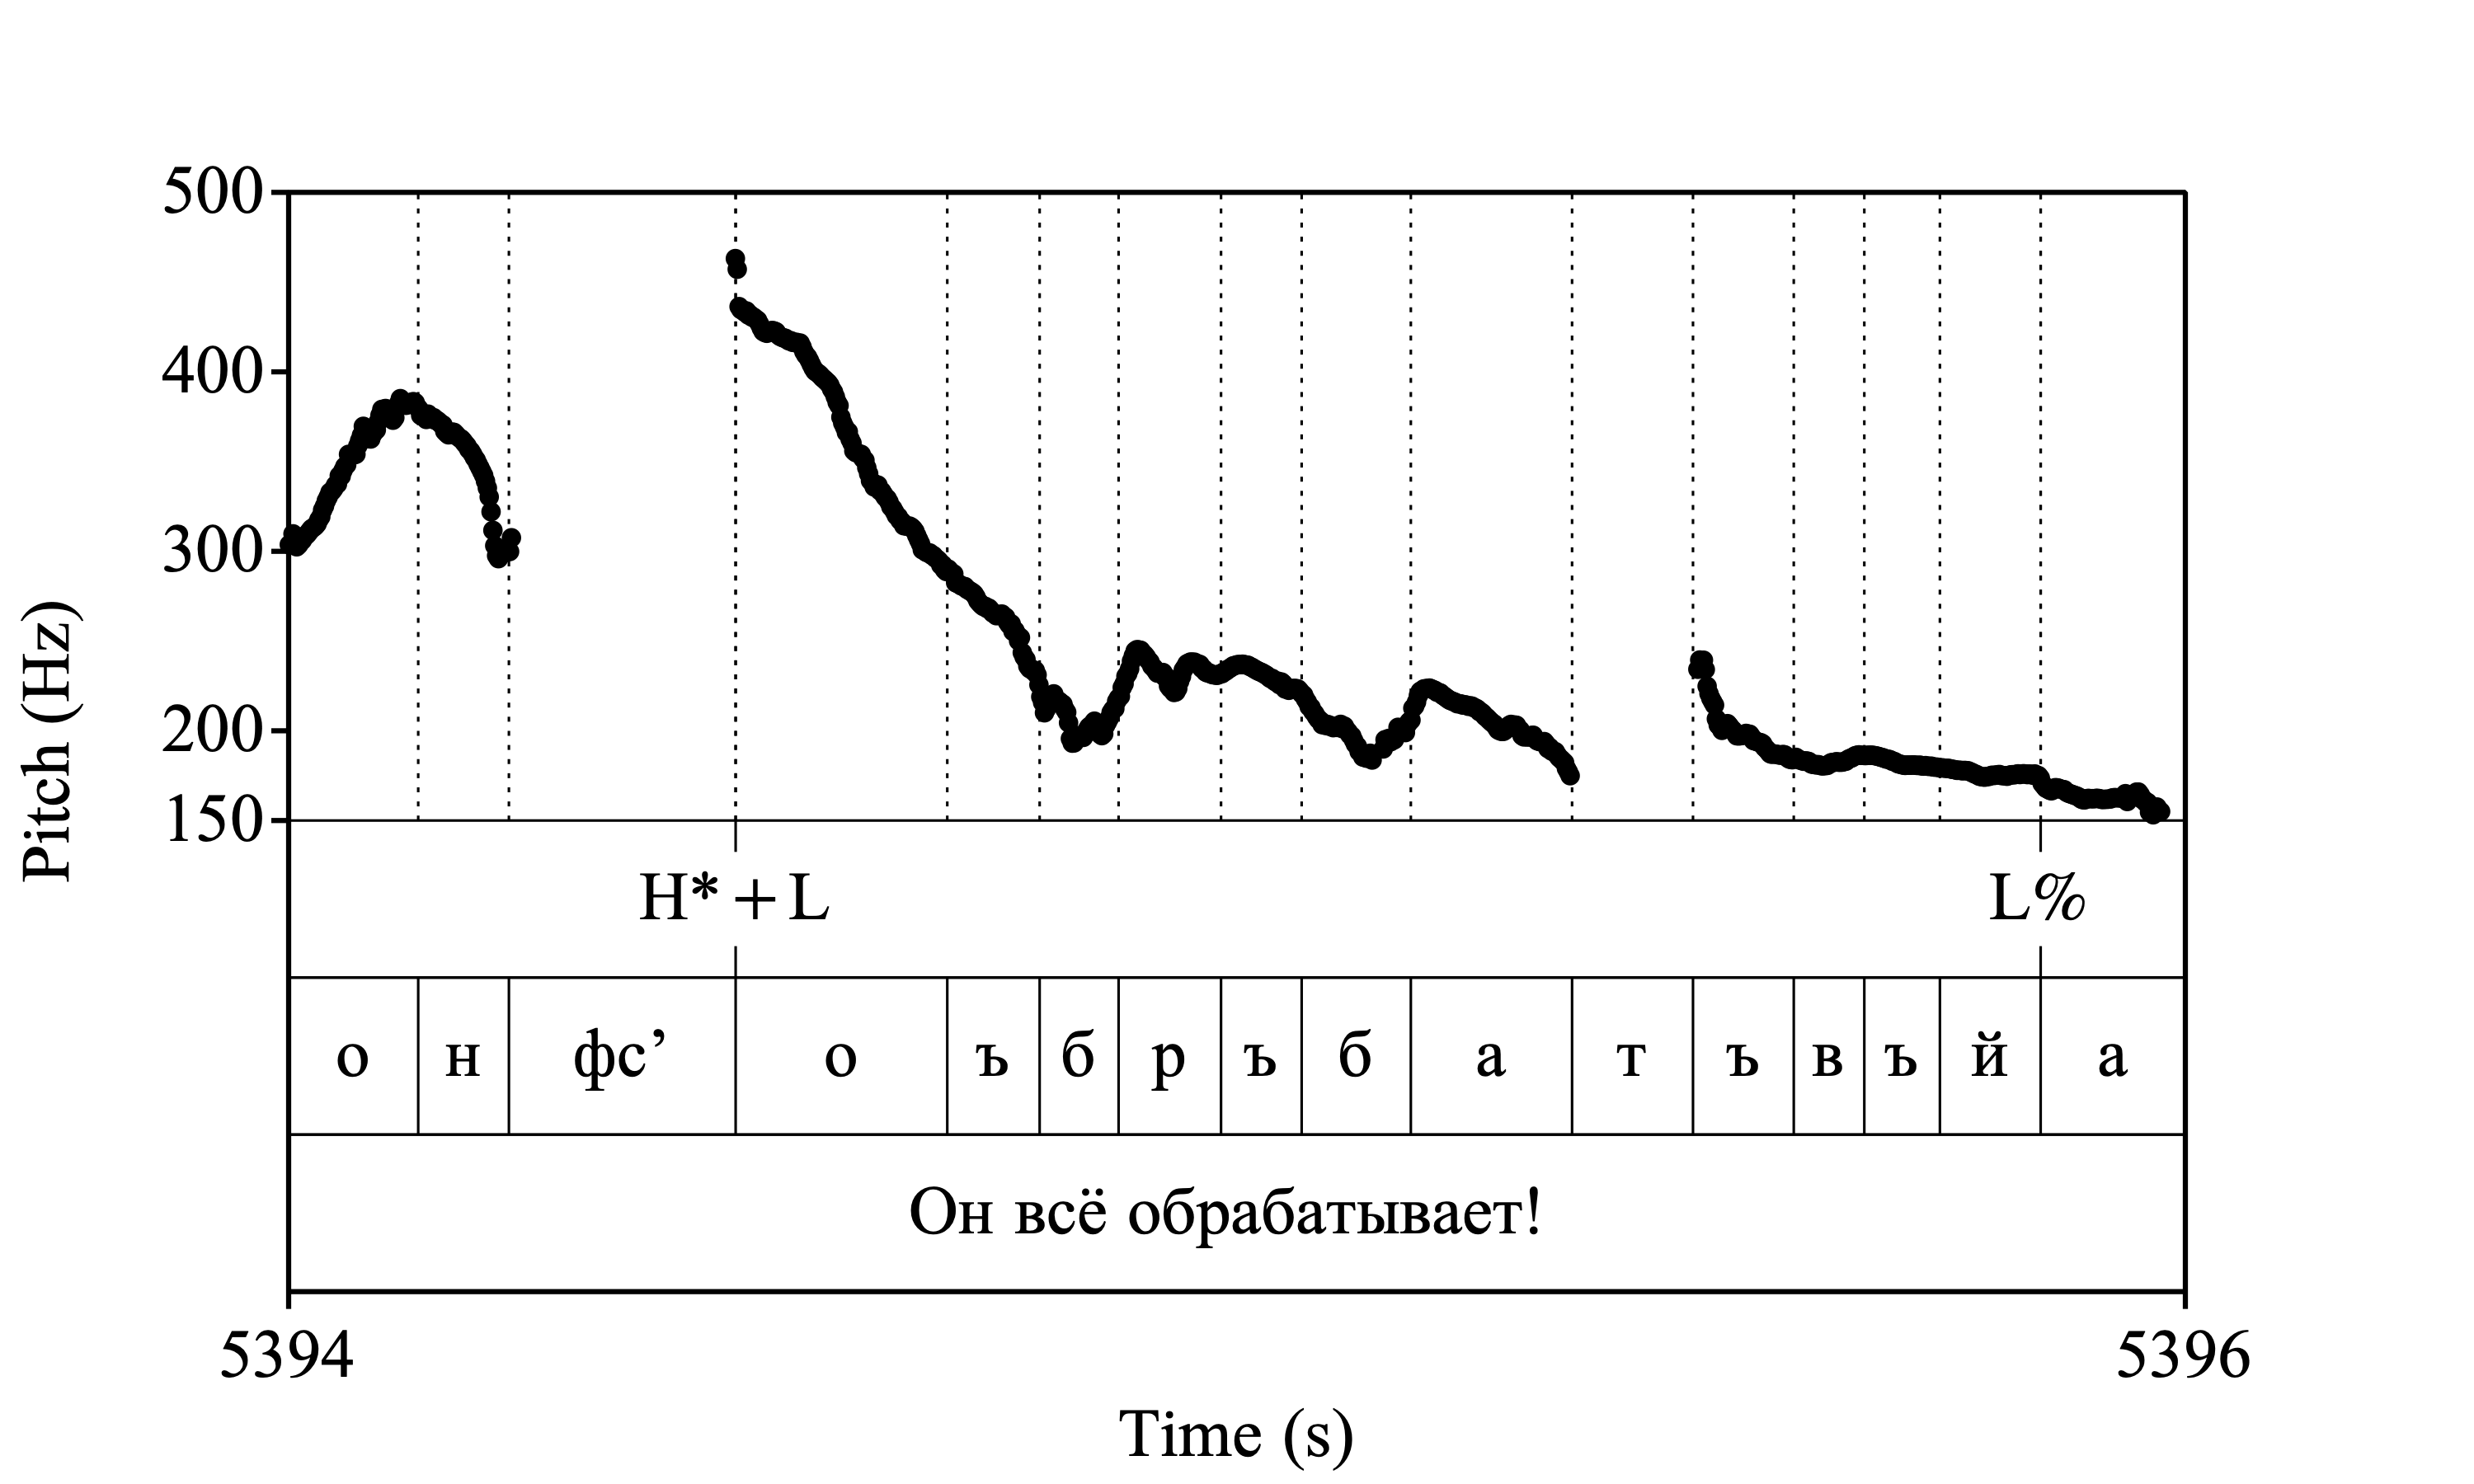 500
400
300
200
150
Pitch (Hz)
H*+L L%
о н фс’ о ъ б р ъ б а т ъ в ъ й а
Он всё обрабатывает!
5394 5396
Time (s)